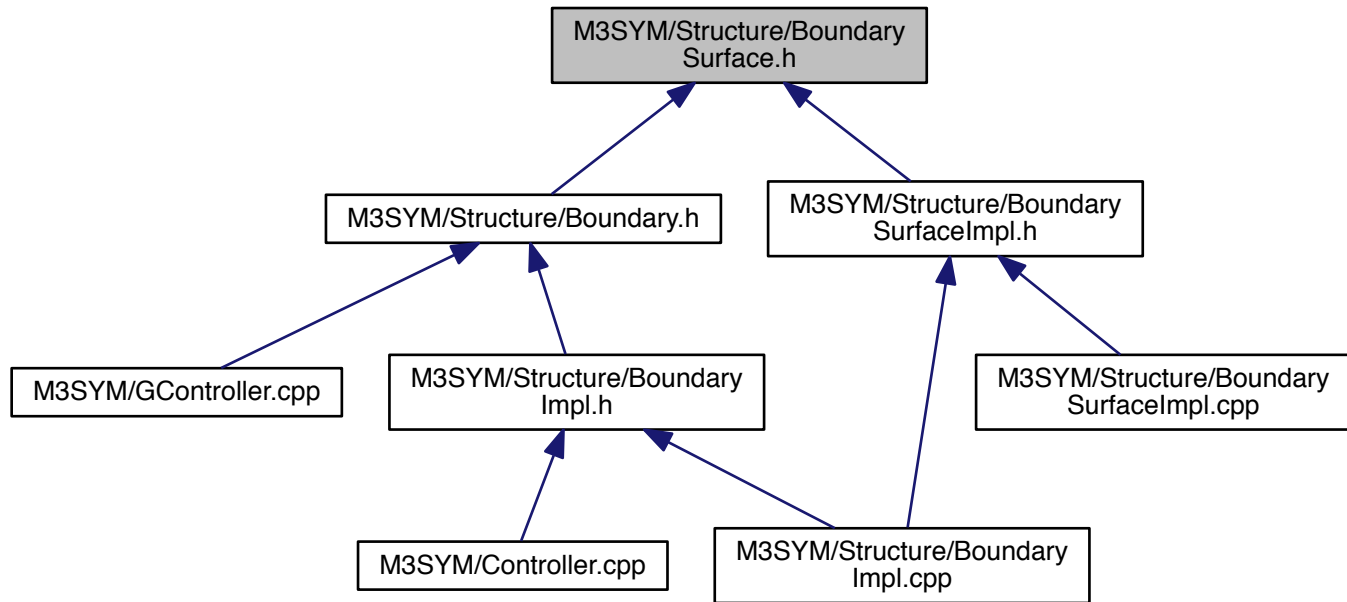 M3SYM/Structure/Boundary
Surface.h
M3SYM/Structure/Boundary.h
M3SYM/Structure/Boundary
SurfaceImpl.h
M3SYM/GController.cpp
M3SYM/Structure/Boundary
Impl.h
M3SYM/Structure/Boundary
SurfaceImpl.cpp
M3SYM/Controller.cpp
M3SYM/Structure/Boundary
Impl.cpp